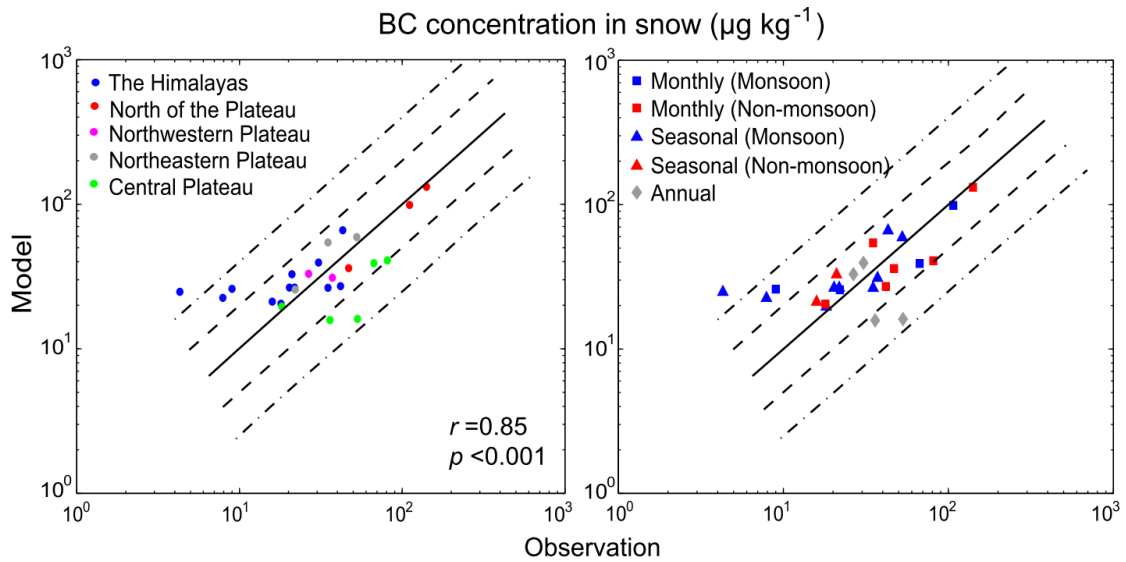 BC concentration in snow (µg kg⁻¹)
10³
10²
10¹
10⁰
Model
The Himalayas
North of the Plateau
Northwestern Plateau
Northeastern Plateau
Central Plateau
r =0.85
p <0.001
10⁰ 10¹ 10² 10³
10³
10²
10¹
10⁰
Monthly (Monsoon)
Monthly (Non-monsoon)
Seasonal (Monsoon)
Seasonal (Non-monsoon)
Annual
10⁰ 10¹ 10² 10³
Observation